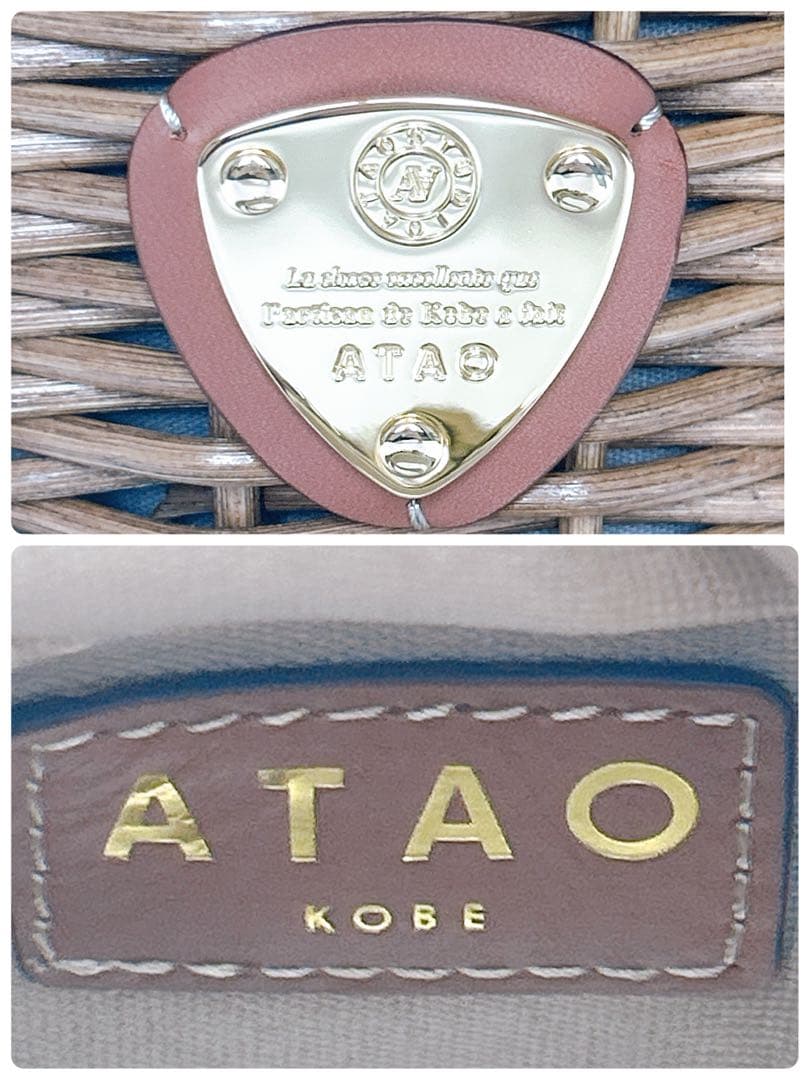 La chose excellente que
l'artisan de Kobe a fait
ATAO
ATAO
KOBE